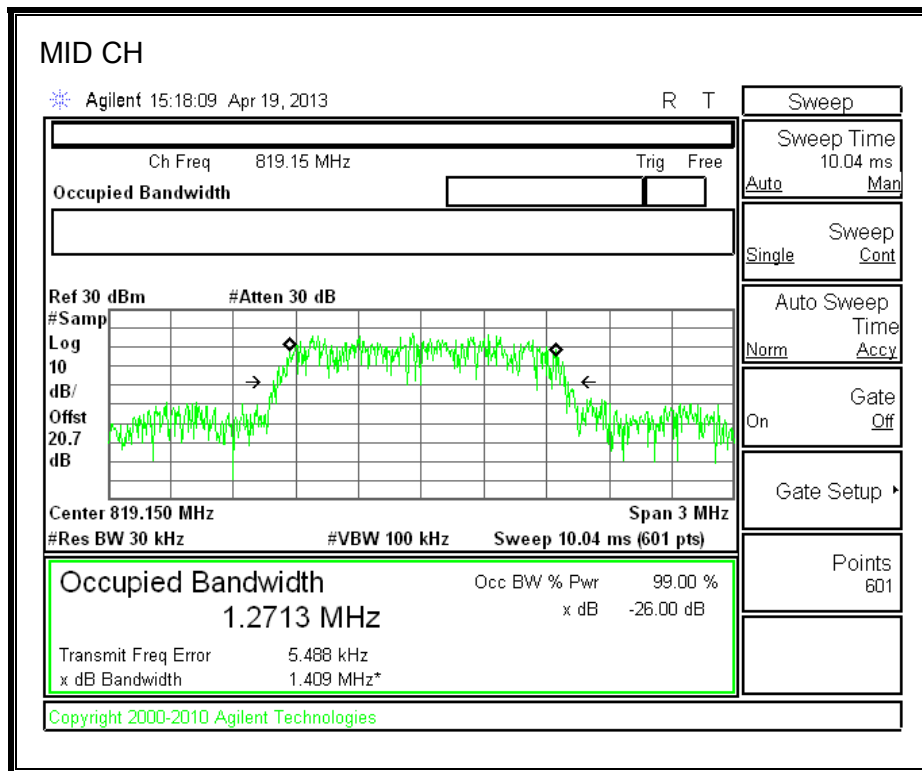 MID CH
Agilent 15:18:09 Apr 19, 2013 R T
Ch Freq 819.15 MHz Trig Free
Occupied Bandwidth
Ref 30 dBm #Atten 30 dB
#Samp
Log
10
dB/
Offst
20.7
dB
Center 819.150 MHz Span 3 MHz
#Res BW 30 kHz #VBW 100 kHz Sweep 10.04 ms (601 pts)
Occupied Bandwidth Occ BW % Pwr 99.00 %
1.2713 MHz x dB -26.00 dB
Transmit Freq Error 5.488 kHz
x dB Bandwidth 1.409 MHz*
Copyright 2000-2010 Agilent Technologies
Sweep
Sweep Time
10.04 ms
Auto Man
Sweep
Single Cont
Auto Sweep
Time
Norm Accy
Gate
On Off
Gate Setup
Points
601